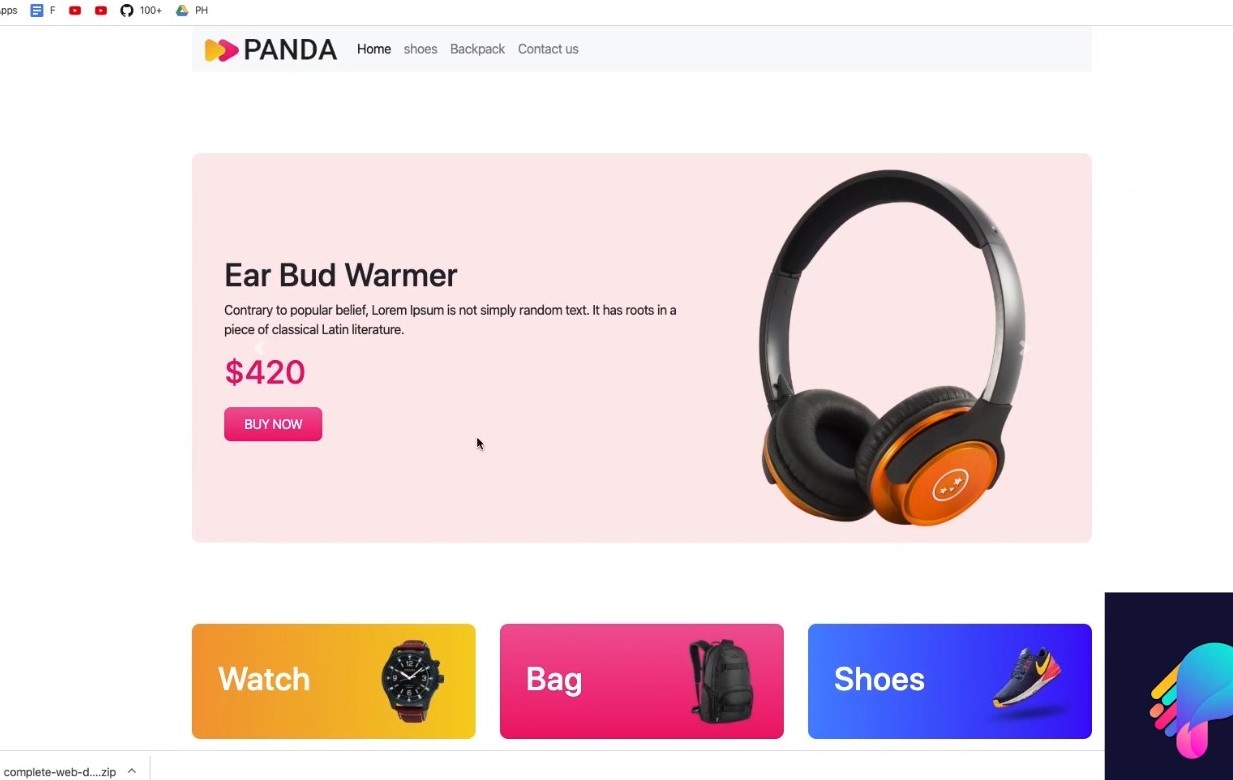 pps F 100+ PH
PANDA Home shoes Backpack Contact us
Ear Bud Warmer
Contrary to popular belief, Lorem Ipsum is not simply random text. It has roots in a
piece of classical Latin literature.
$420
BUY NOW
Watch
Bag
Shoes
complete-web-d....zip